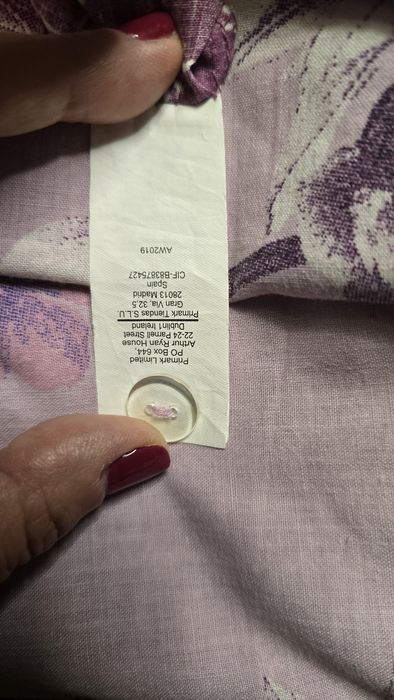 Primark Limited
PO Box 644,
Arthur Ryan House
22-24 Parnell Street
Dublin1 Ireland
Primark Tiendas S.L.U.
Gran Via, 32,5
28013 Madrid
Spain
CIF-B83875427
AW2019